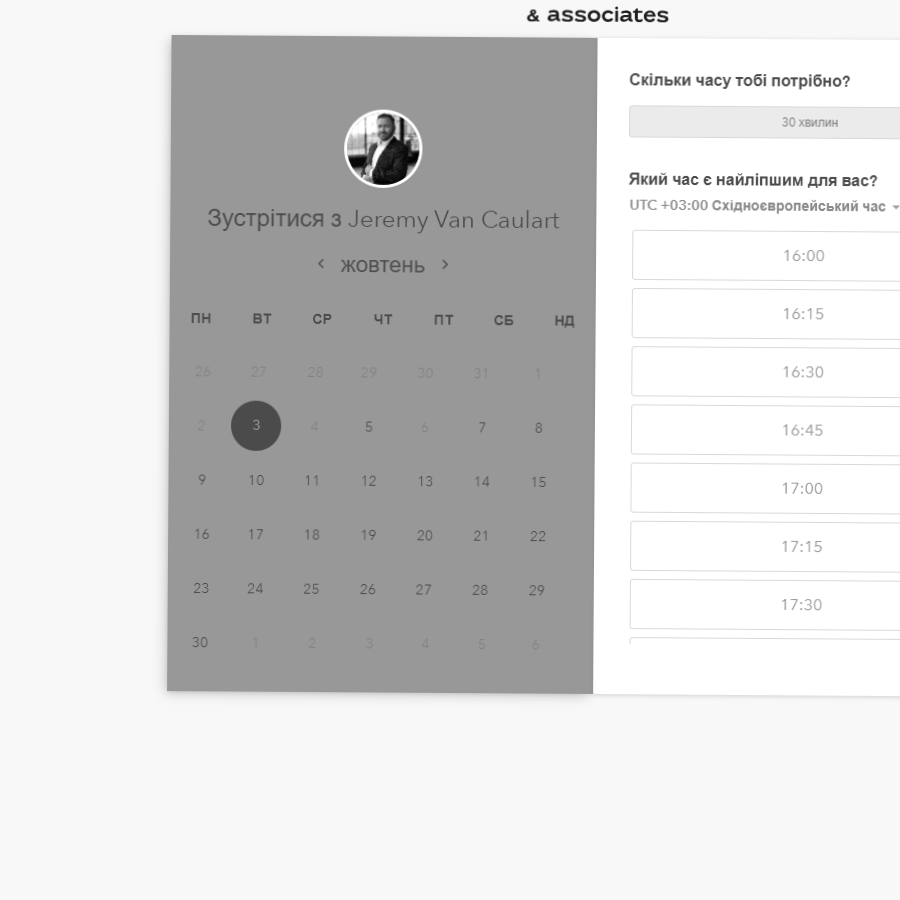 & associates
Зустрітися з Jeremy Van Caulart
жовтень
ПН ВТ СР ЧТ ПТ СБ НД
26 27 28 29 30 31 1
2 3 4 5 6 7 8
9 10 11 12 13 14 15
16 17 18 19 20 21 22
23 24 25 26 27 28 29
30 1 2 3 4 5 6
Скільки часу тобі потрібно?
30 хвилин
Який час є найліпшим для вас?
UTC +03:00 Східноєвропейський час
16:00
16:15
16:30
16:45
17:00
17:15
17:30